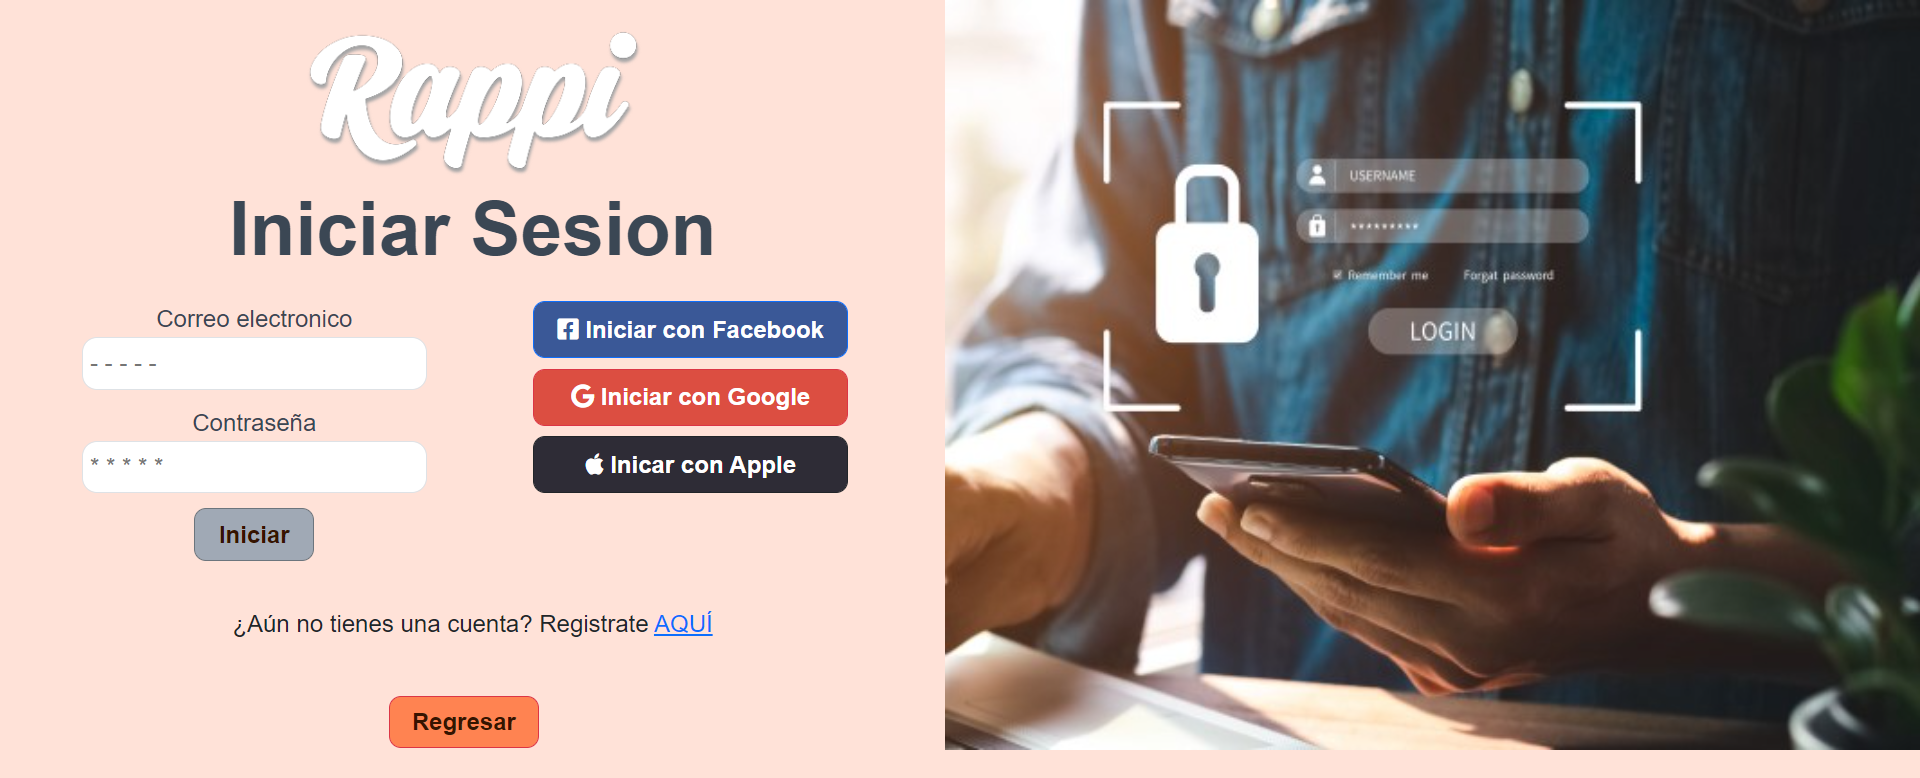 Rappi
Iniciar Sesion
Correo electronico
- - - - -
Contraseña
* * * * *
Iniciar
Iniciar con Facebook
Iniciar con Google
Inicar con Apple
¿Aún no tienes una cuenta? Registrate AQUÍ
Regresar
USERNAME
*********
Remember me Forgat password
LOGIN